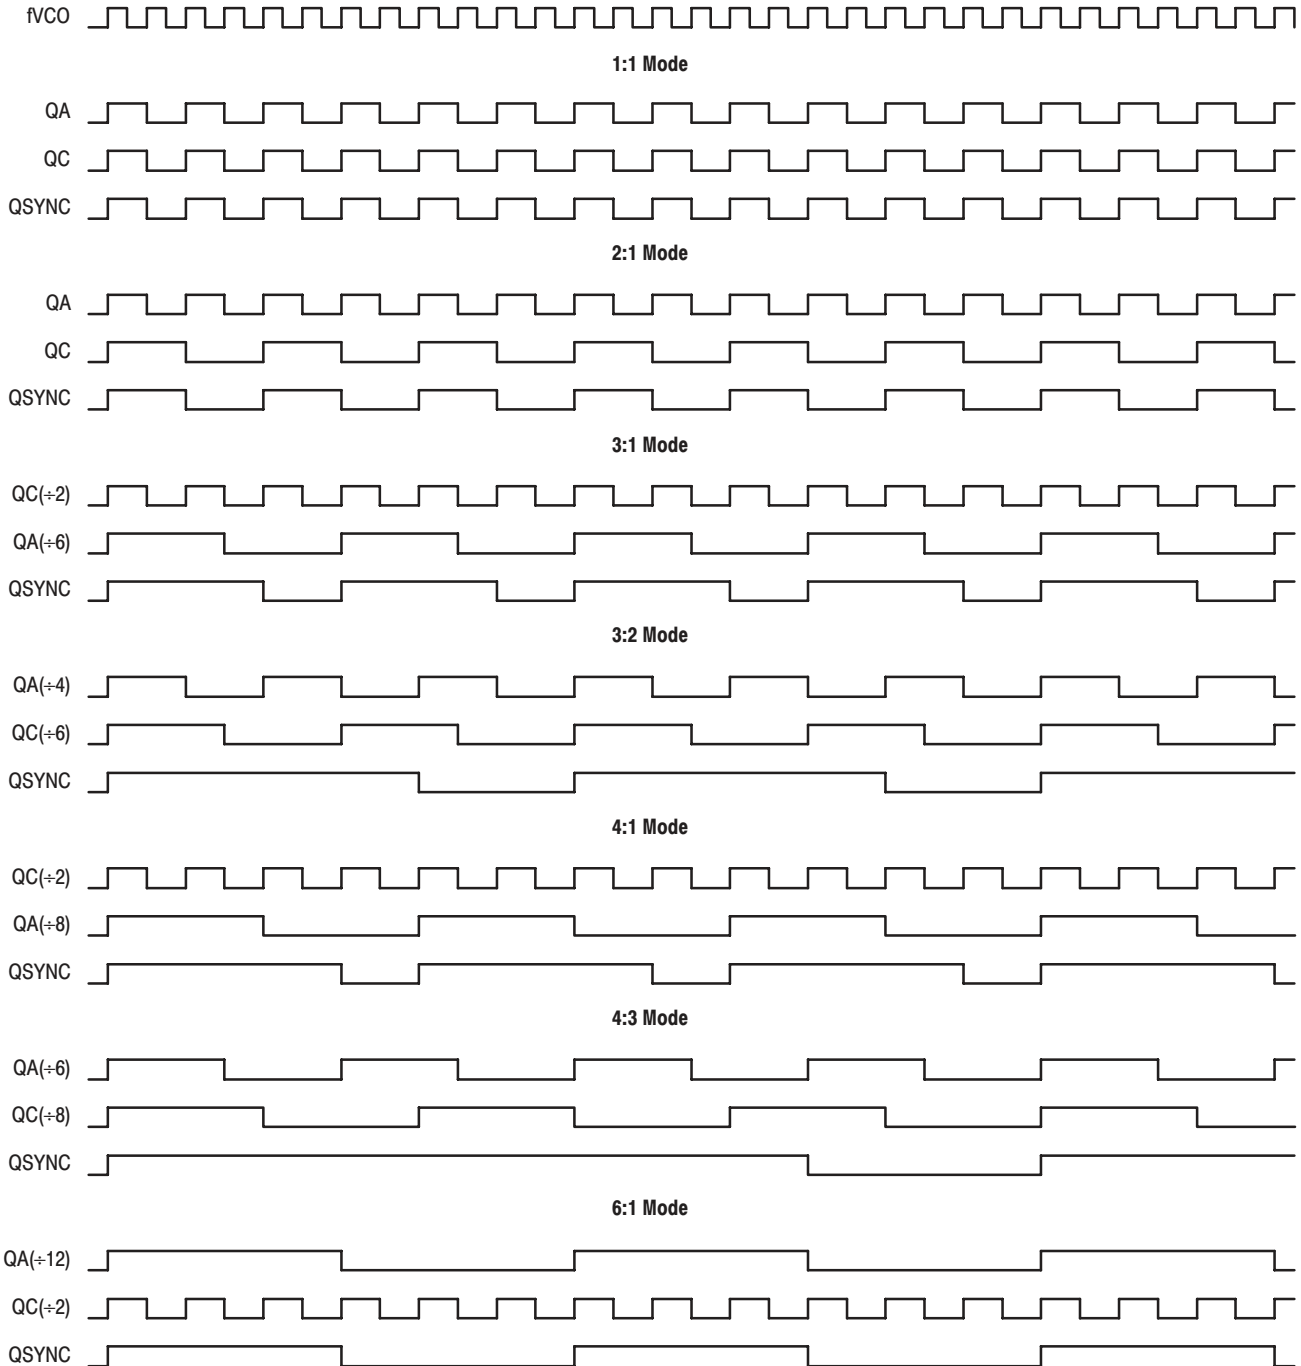 fVCO
1:1 Mode
QA
QC
QSYNC
2:1 Mode
QA
QC
QSYNC
3:1 Mode
QC(÷2)
QA(÷6)
QSYNC
3:2 Mode
QA(÷4)
QC(÷6)
QSYNC
4:1 Mode
QC(÷2)
QA(÷8)
QSYNC
4:3 Mode
QA(÷6)
QC(÷8)
QSYNC
6:1 Mode
QA(÷12)
QC(÷2)
QSYNC